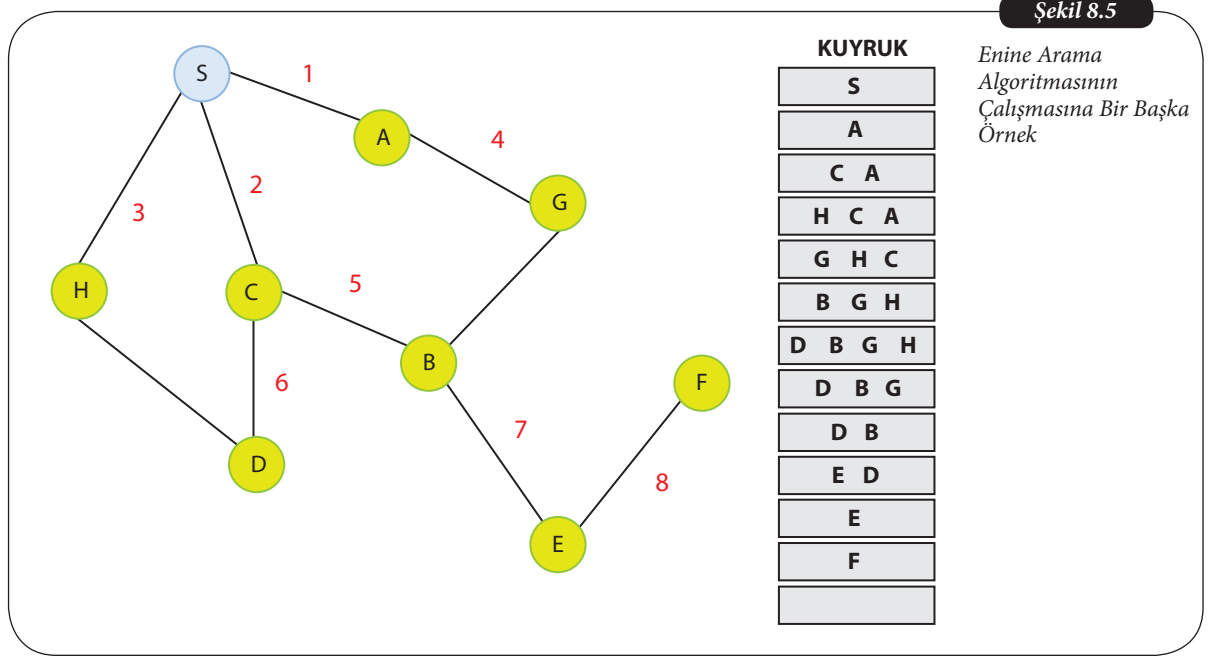 Şekil 8.5
Enine Arama
Algoritmasının
Çalışmasına Bir Başka
Örnek
S
1
A
4
G
2
3
H
C
5
B
F
6
7
D
8
E
KUYRUK
S
A
C A
H C A
G H C
B G H
D B G H
D B G
D B
E D
E
F